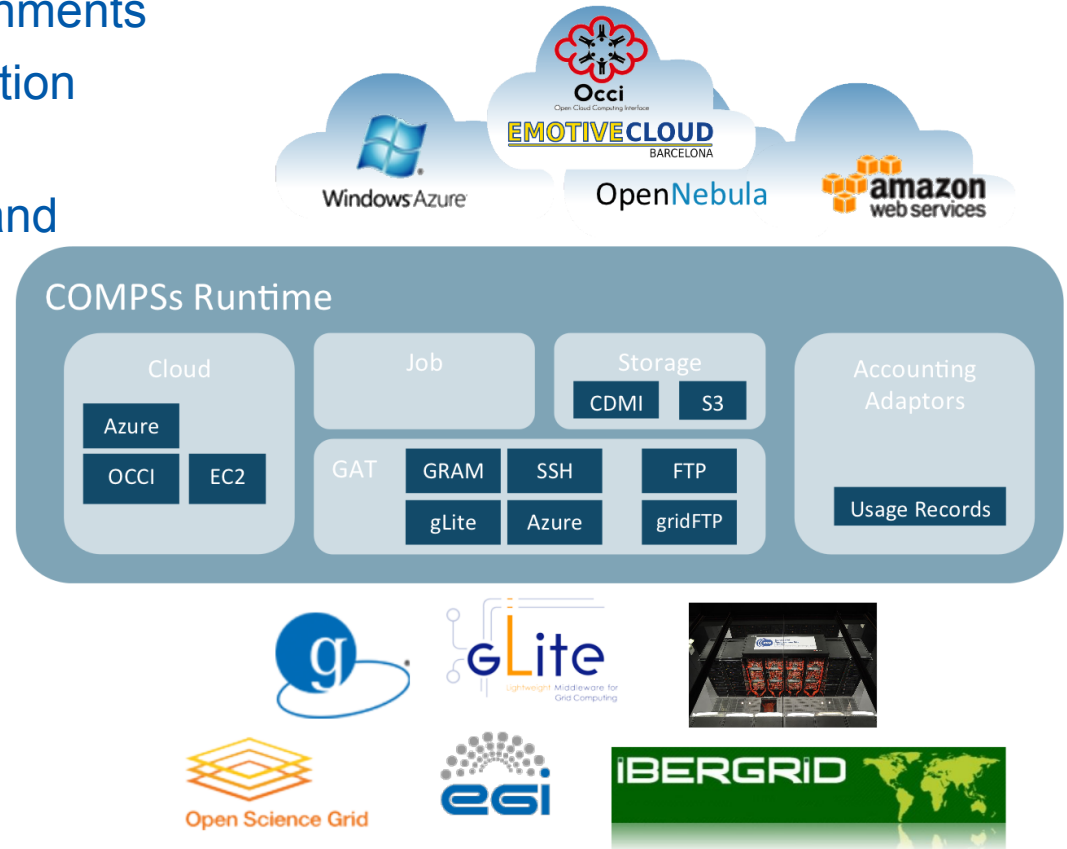 nments
tion
and
Occi
Open Cloud Computing Interface
EMOTIVECLOUD
BARCELONA
Windows Azure
OpenNebula
amazon
web services
COMPSs Runtime
Cloud
Azure
OCCI
EC2
Job
Storage
CDMI
S3
Accounting
Adaptors
Usage Records
GAT
GRAM
SSH
FTP
gLite
Azure
gridFTP
g
gLite
Lightweight Middleware for
Grid Computing
Open Science Grid
egi
IBERGRID